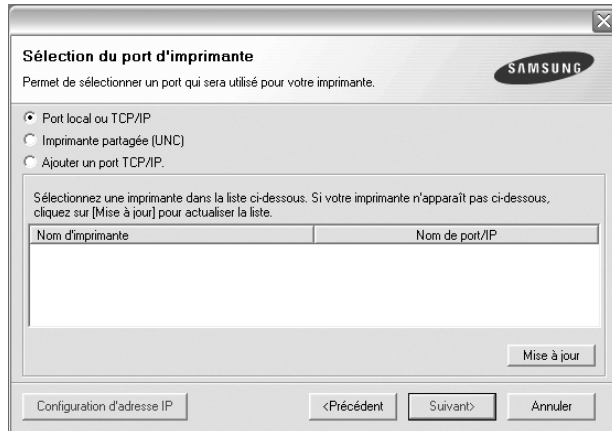 Sélection du port d'imprimante
Permet de sélectionner un port qui sera utilisé pour votre imprimante.
SAMSUNG
Port local ou TCP/IP
Imprimante partagée (UNC)
Ajouter un port TCP/IP.
Sélectionnez une imprimante dans la liste ci-dessous. Si votre imprimante n'apparaît pas ci-dessous,
cliquez sur [Mise à jour] pour actualiser la liste.
Nom d'imprimante Nom de port/IP
Mise à jour
Configuration d'adresse IP <Précédent Suivant> Annuler